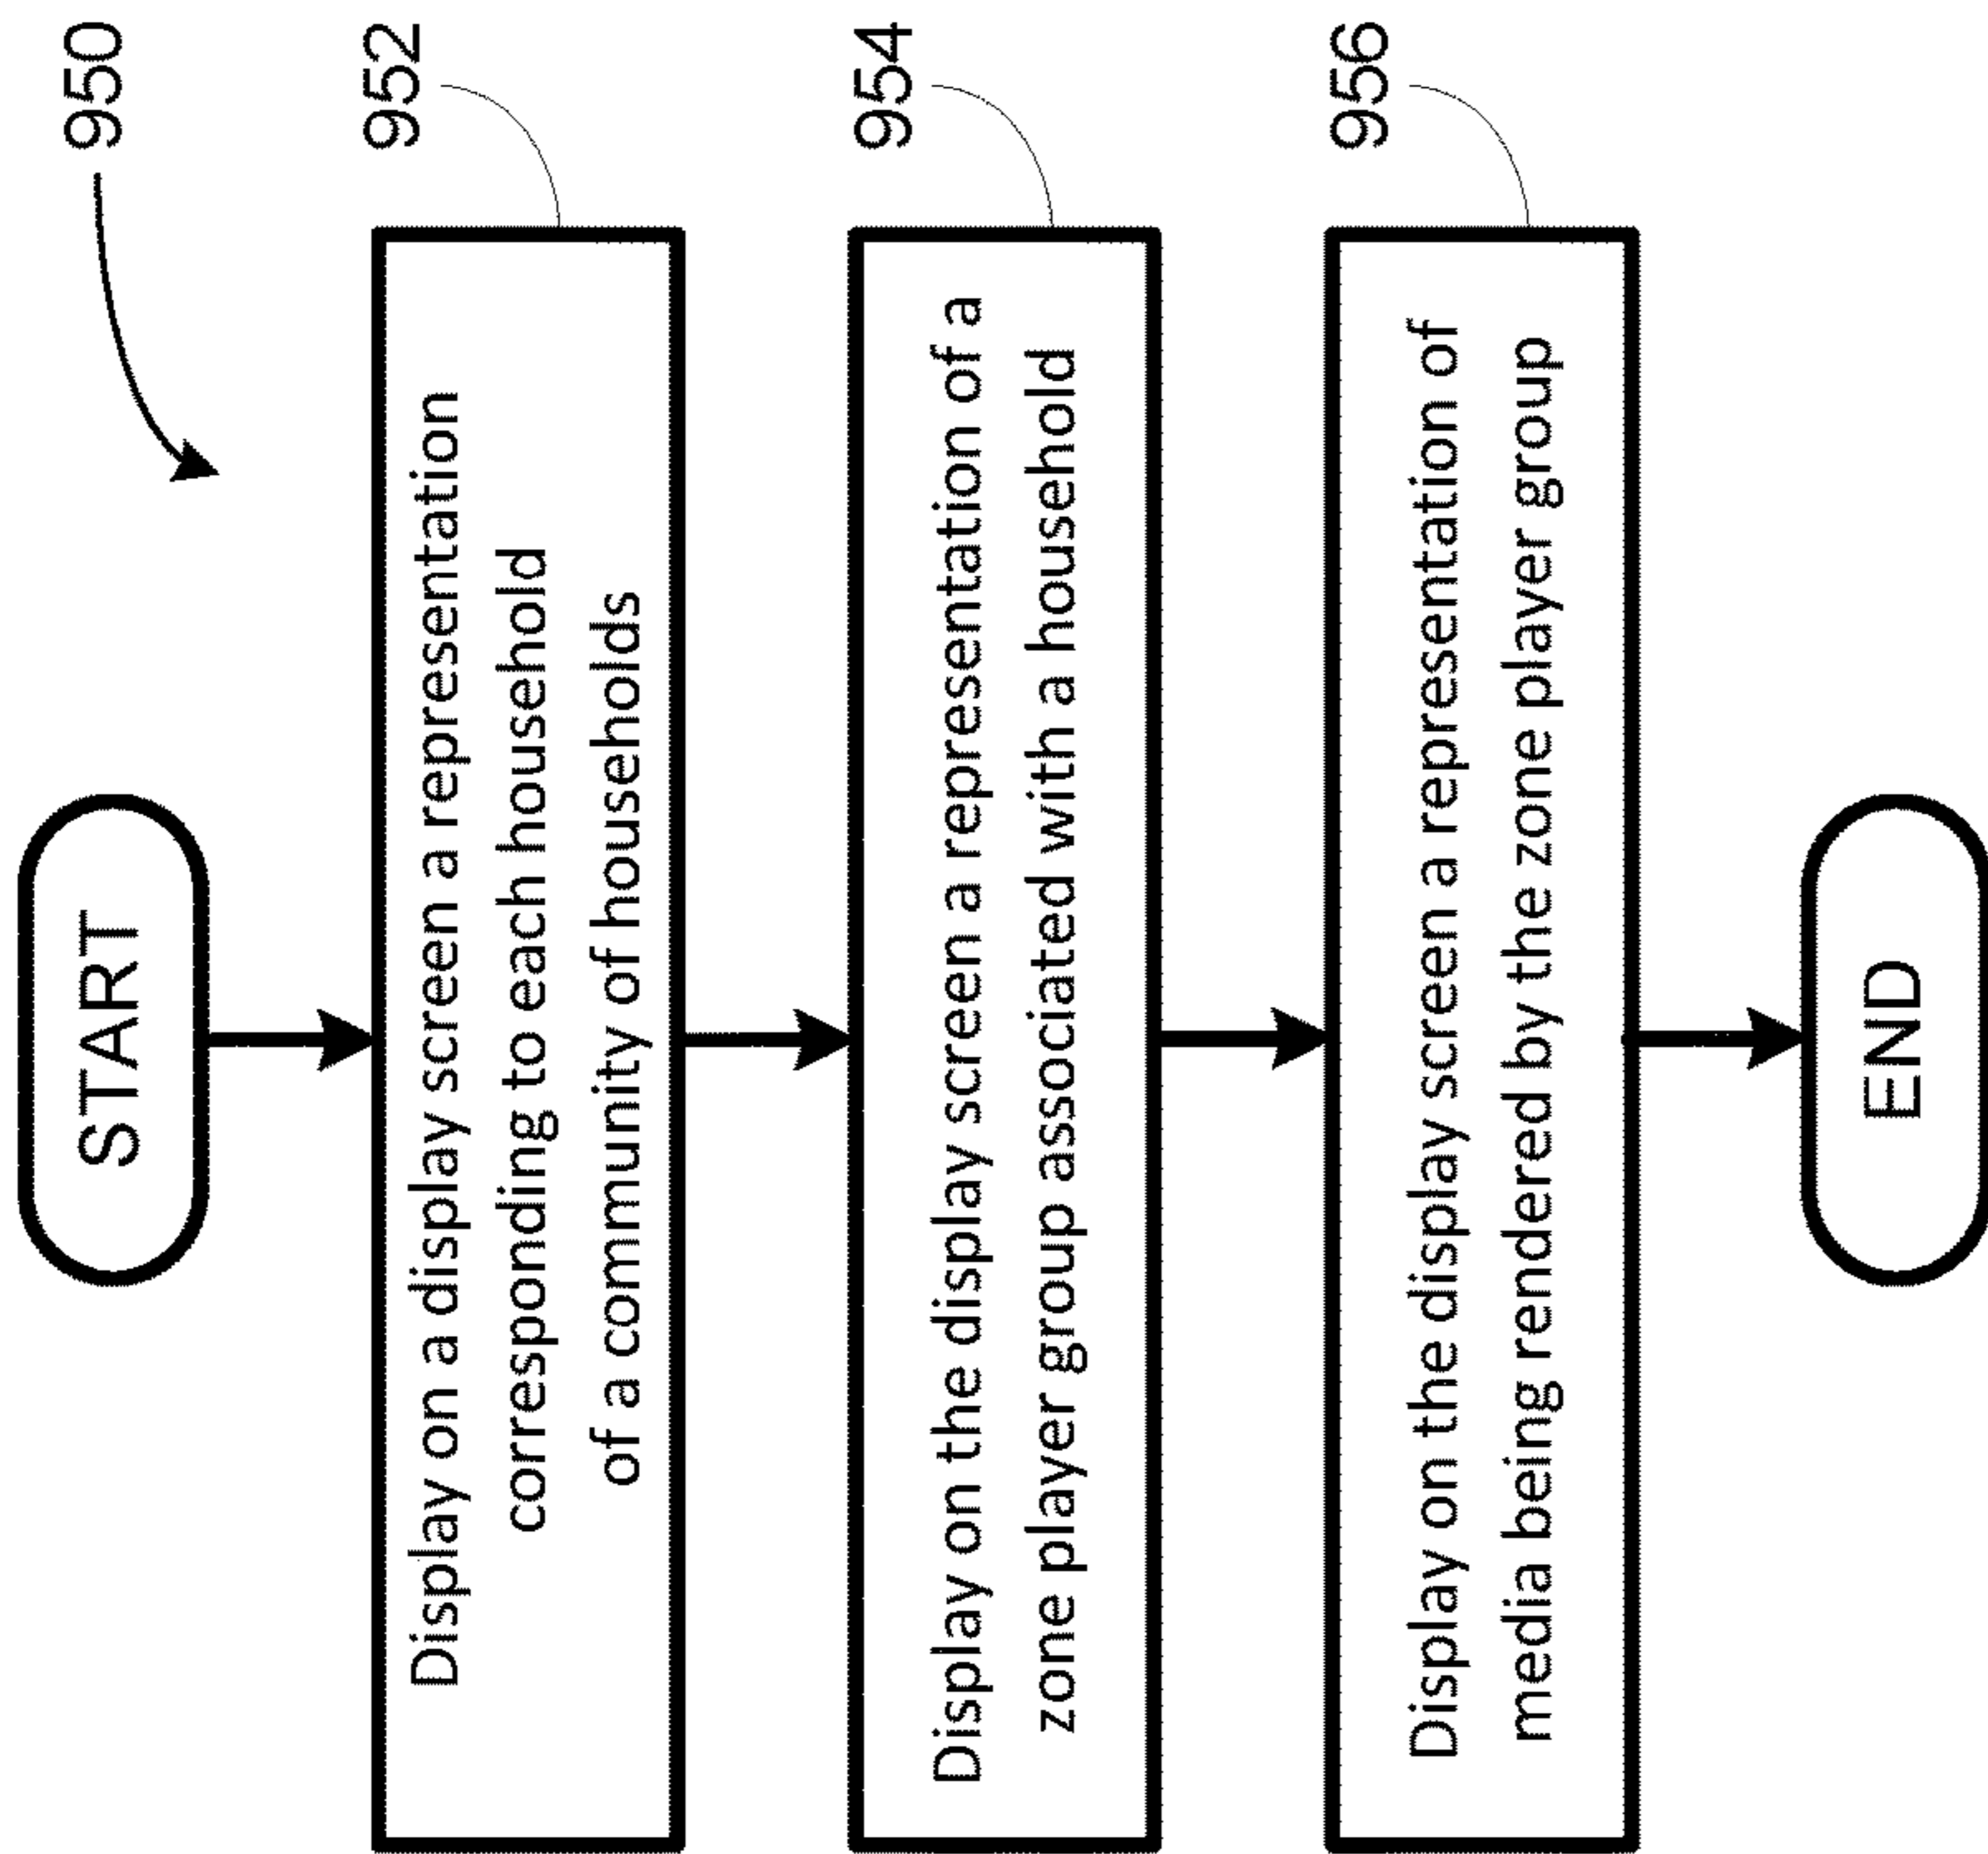 950
START
952
Display on a display screen a representation
corresponding to each household
of a community of households
954
Display on the display screen a representation of a
zone player group associated with a household
956
Display on the display screen a representation of
media being rendered by the zone player group
END